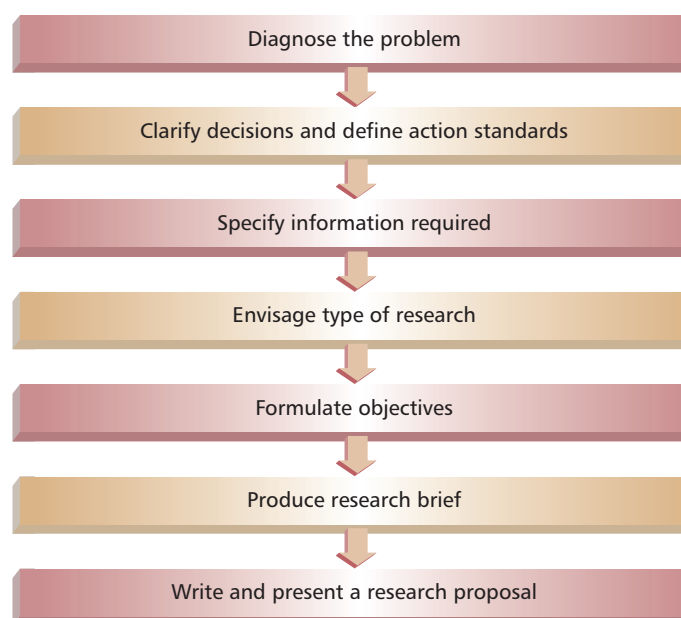 Diagnose the problem
Clarify decisions and define action standards
Specify information required
Envisage type of research
Formulate objectives
Produce research brief
Write and present a research proposal